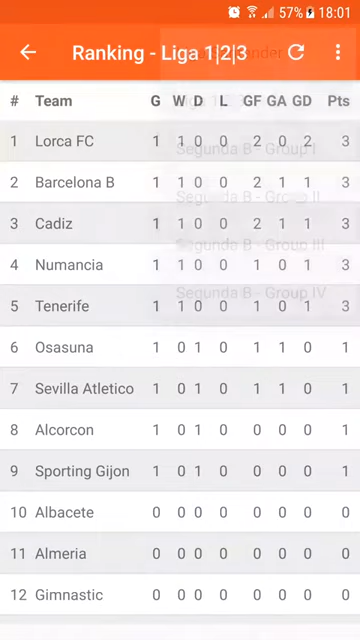 57% 18:01
Ranking - Liga 1|2|3
# Team G W D L GF GA GD Pts
1 Lorca FC 1 1 0 0 2 0 2 3
Segunda B - Group I
2 Barcelona B 1 1 0 0 2 1 1 3
Segunda B - Group II
3 Cadiz 1 1 0 0 2 1 1 3
Segunda B - Group III
4 Numancia 1 1 0 0 1 0 1 3
Segunda B - Group IV
5 Tenerife 1 1 0 0 1 0 1 3
6 Osasuna 1 0 1 0 1 1 0 1
7 Sevilla Atletico 1 0 1 0 1 1 0 1
8 Alcorcon 1 0 1 0 0 0 0 1
9 Sporting Gijon 1 0 1 0 0 0 0 1
10 Albacete 0 0 0 0 0 0 0 0
11 Almeria 0 0 0 0 0 0 0 0
12 Gimnastic 0 0 0 0 0 0 0 0